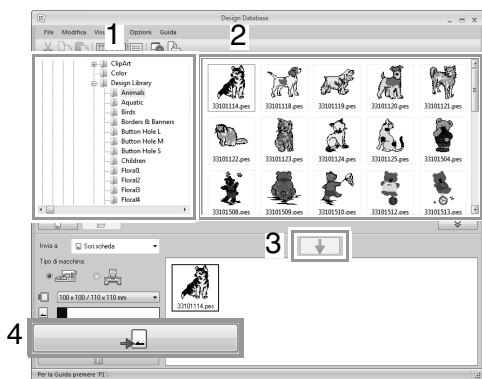 Design Database
File Modifica Opzioni Guida
1
2
ClipArt
Color
Design Library
Animals
Aquatic
Birds
Borders & Banners
Button Hole L
Button Hole M
Button Hole S
Children
Floral1
Floral2
Floral3
Floral4
33101114.pes 33101118.pes 33101119.pes 33101120.pes 33101121.pes
33101122.pes 33101123.pes 33101124.pes 33101125.pes 33101504.pes
33101508.pes 33101509.pes 33101510.pes 33101512.pes 33101513.pes
3
Invia a: Scri.scheda
Tipo di macchina:
100 x 100 / 110 x 110 mm
33101114.pes
4
Per la Guida premere 'F1'.